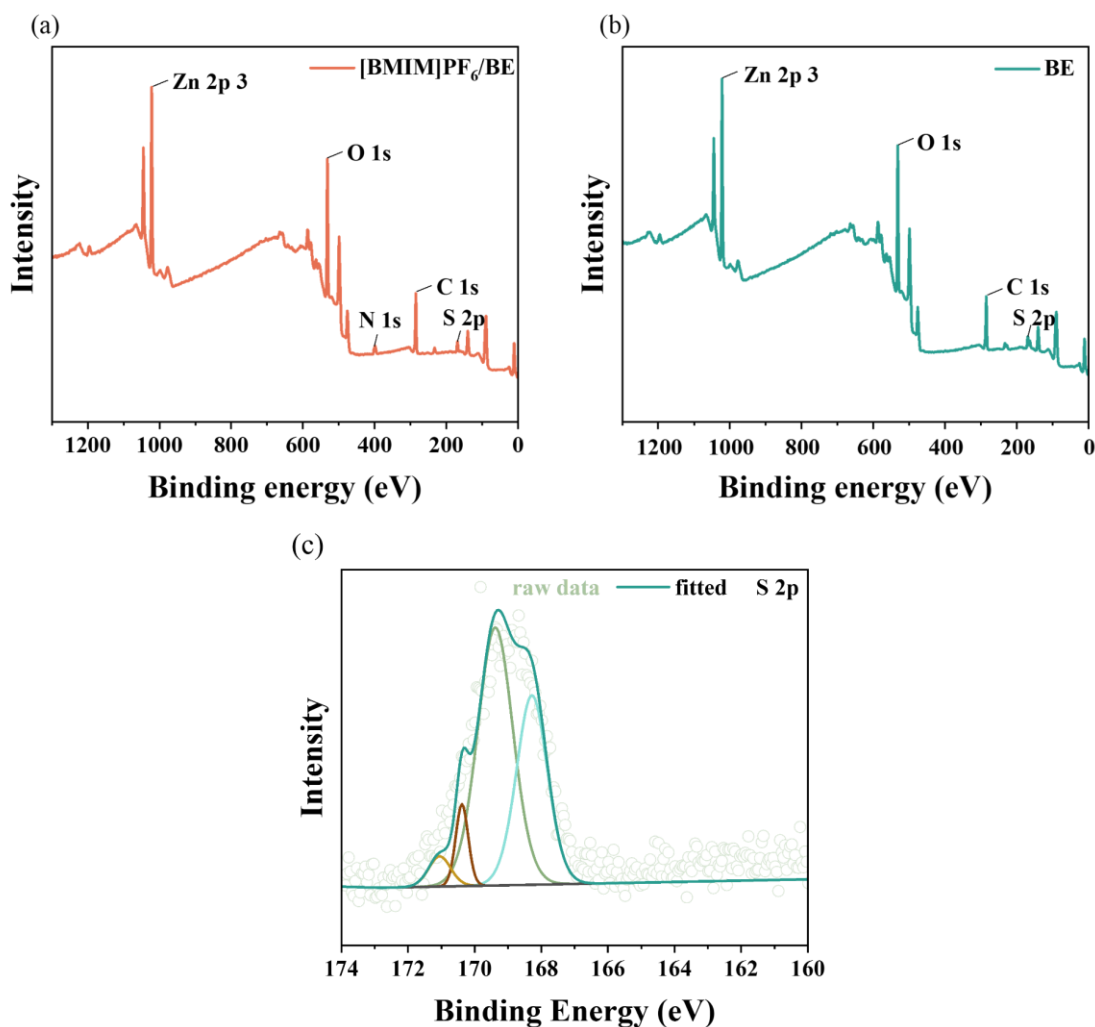 (a)
[BMIM]PF₆/BE
Zn 2p 3
O 1s
C 1s
N 1s
S 2p
Intensity
1200 1000 800 600 400 200 0
Binding energy (eV)
(b)
BE
Zn 2p 3
O 1s
C 1s
S 2p
Intensity
1200 1000 800 600 400 200 0
Binding energy (eV)
(c)
raw data fitted S 2p
Intensity
174 172 170 168 166 164 162 160
Binding Energy (eV)